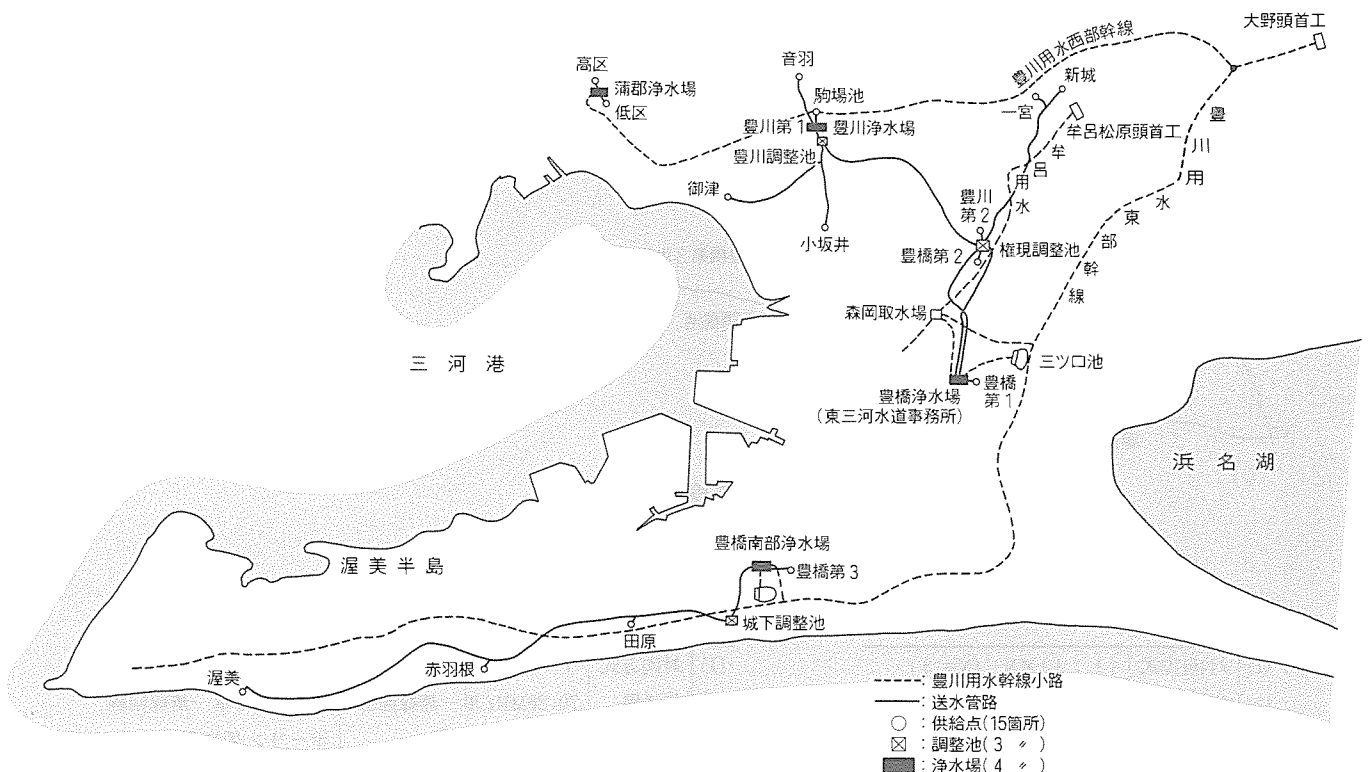 大野頭首工
豊川用水西部幹線
音羽
新城
高区
蒲郡浄水場
低区
駒場池
一宮
豊川第1
豊川浄水場
牟呂松原頭首工
豊川調整池
牟呂用水
豊川用水東部幹線
御津
豊川
第2
小坂井
豊橋第2
権現調整池
森岡取水場
三河港
三ツ口池
豊橋浄水場
(東三河水道事務所)
豊橋
第1
浜名湖
豊橋南部浄水場
豊橋第3
渥美半島
城下調整池
田原
赤羽根
渥美
豊川用水幹線小路
送水管路
○:供給点(15箇所)
:調整池(3 〃 )
:浄水場(4 〃 )